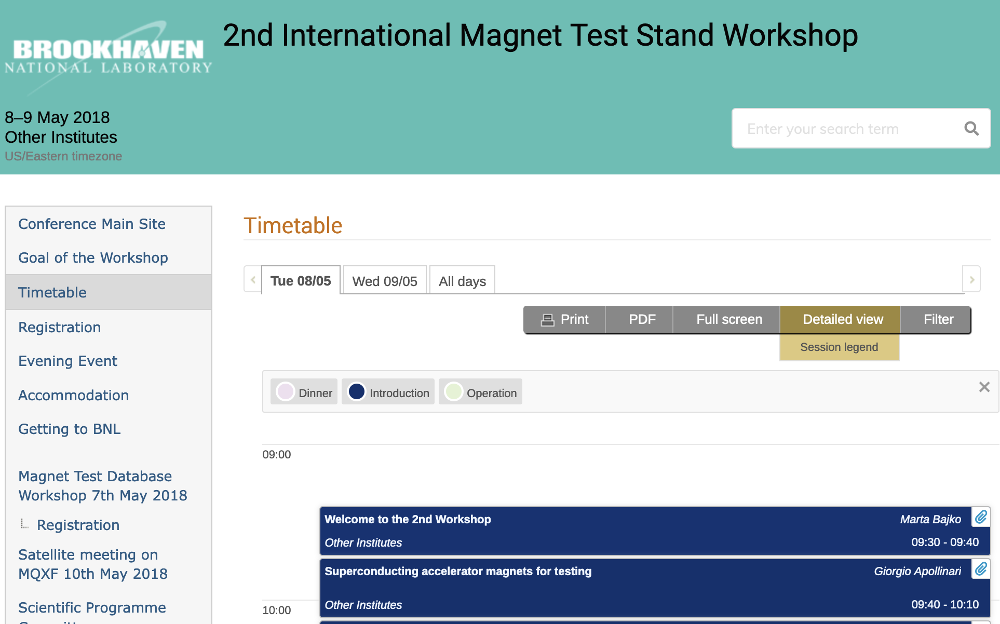 BROOKHAVEN
NATIONAL LABORATORY
2nd International Magnet Test Stand Workshop
8–9 May 2018
Other Institutes
US/Eastern timezone
Enter your search term
Conference Main Site
Goal of the Workshop
Timetable
Registration
Evening Event
Accommodation
Getting to BNL
Magnet Test Database
Workshop 7th May 2018
Registration
Satellite meeting on
MQXF 10th May 2018
Scientific Programme
Timetable
Tue 08/05
Wed 09/05
All days
Print
PDF
Full screen
Detailed view
Filter
Session legend
Dinner
Introduction
Operation
09:00
Welcome to the 2nd Workshop
Marta Bajko
Other Institutes
09:30 - 09:40
Superconducting accelerator magnets for testing
Giorgio Apollinari
Other Institutes
09:40 - 10:10
10:00